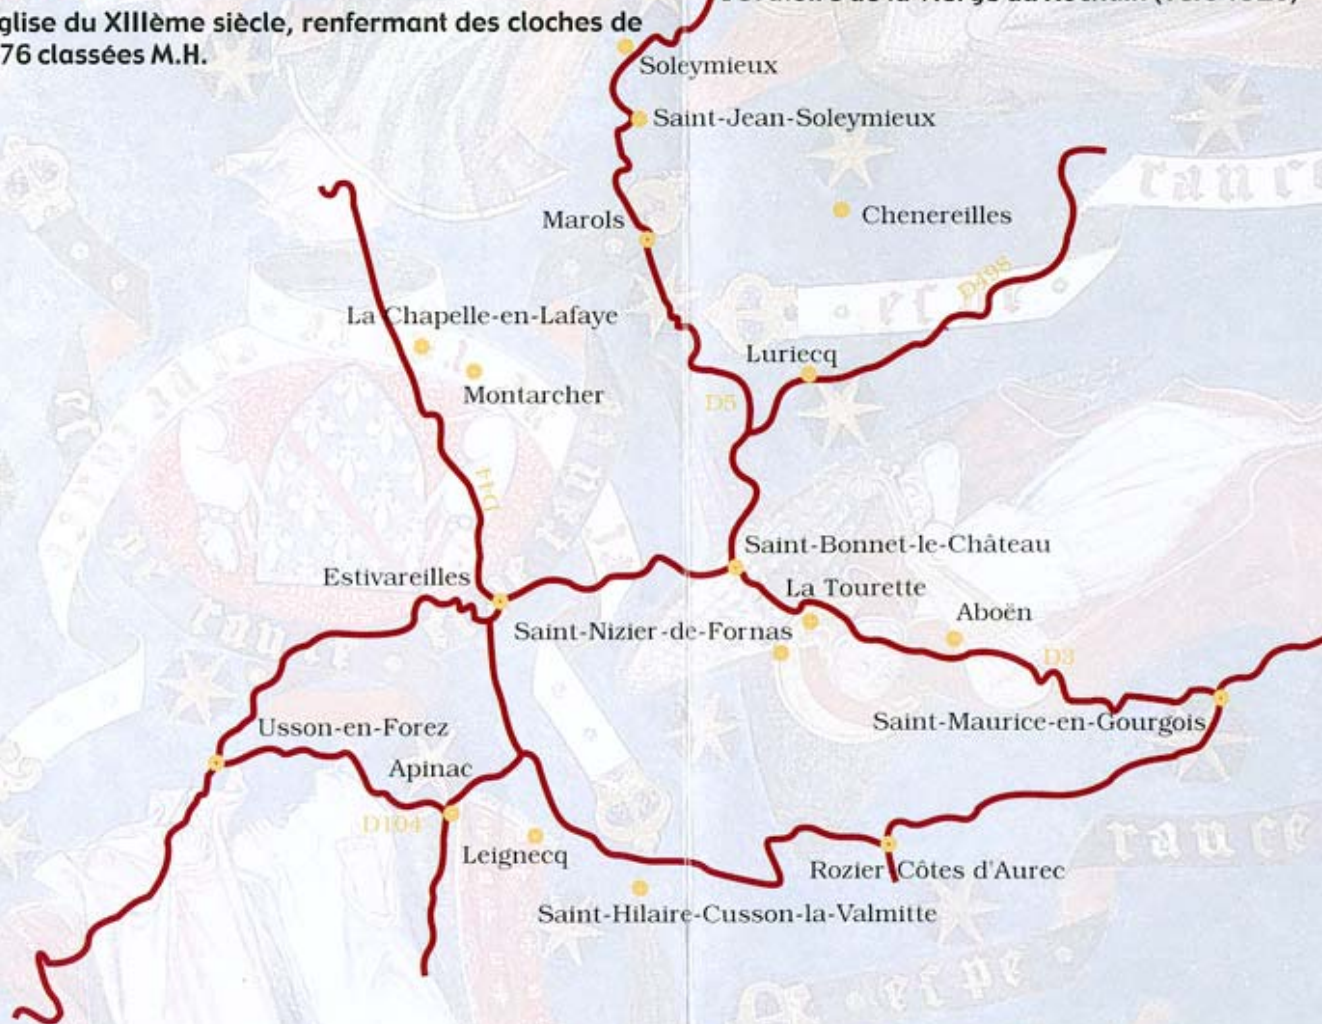 glise du XIIIème siècle, renfermant des cloches de
76 classées M.H.
Soleymieux
Saint-Jean-Soleymieux
Marols
Chenereilles
D498
La Chapelle-en-Lafaye
Montarcher
Luriecq
D5
D44
Saint-Bonnet-le-Château
Estivareilles
La Tourette
Aboën
Saint-Nizier-de-Fornas
D3
Saint-Maurice-en-Gourgois
Usson-en-Forez
Apinac
D104
Leignecq
Rozier-Côtes d'Aurec
Saint-Hilaire-Cusson-la-Valmitte